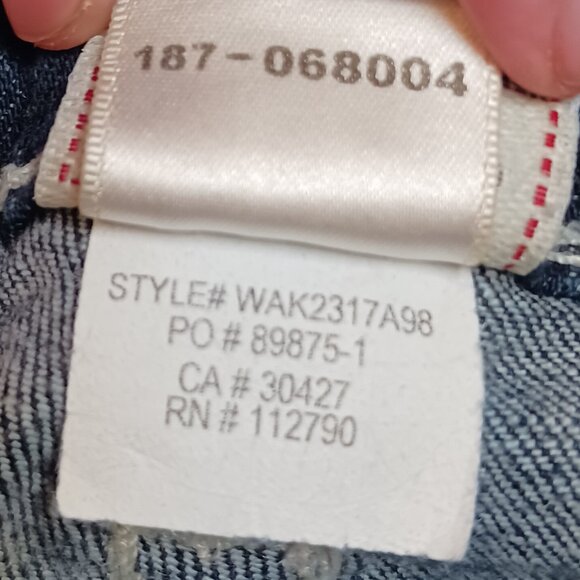 187-068004
STYLE# WAK2317A98
PO # 89875-1
CA # 30427
RN # 112790